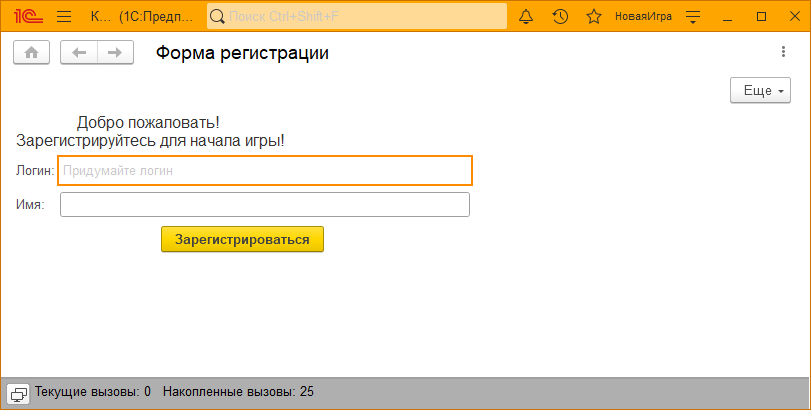 1С К... (1С:Предп... Поиск Ctrl+Shift+F НоваяИгра
Форма регистрации
Еще
Добро пожаловать!
Зарегистрируйтесь для начала игры!
Логин: Придумайте логин
Имя:
Зарегистрироваться
Текущие вызовы: 0 Накопленные вызовы: 25